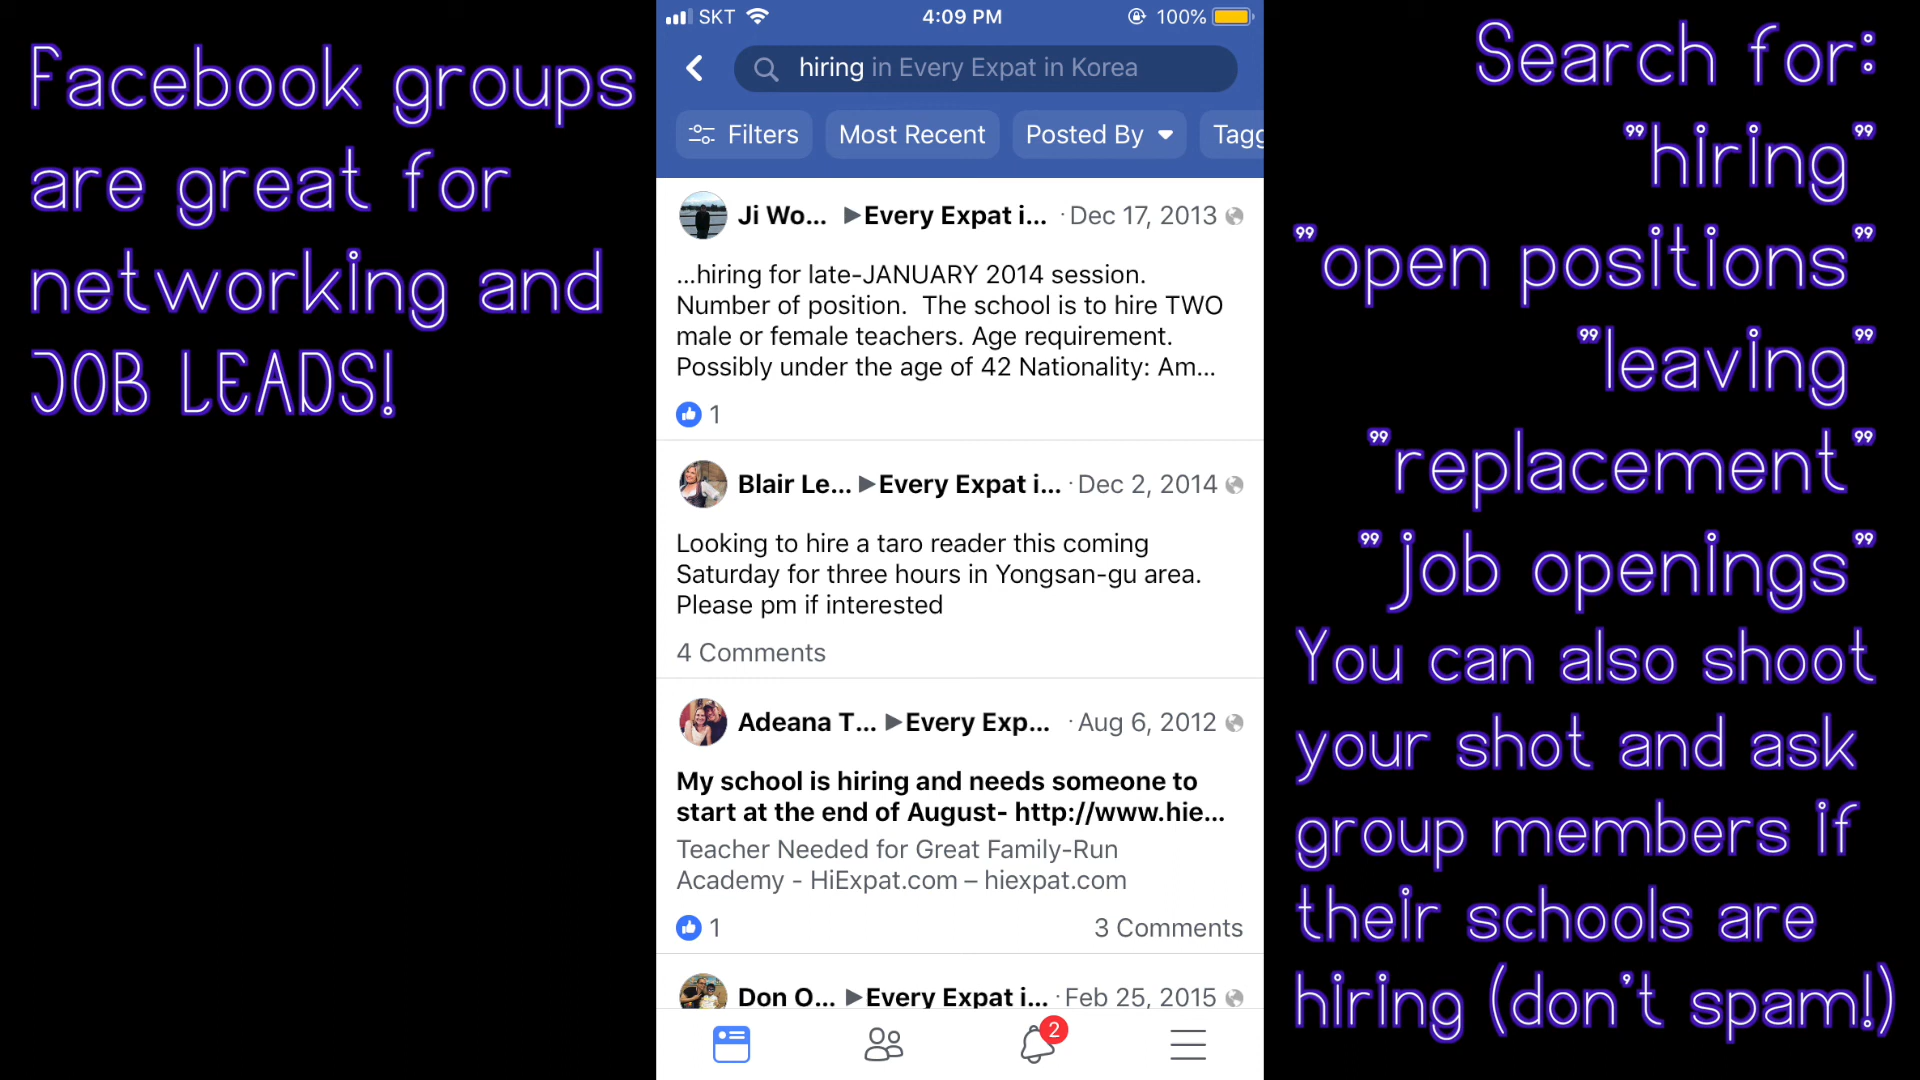 Facebook groups
are great for
networking and
JOB LEADS!
SKT
4:09 PM
100%
hiring in Every Expat in Korea
Filters
Most Recent
Posted By
Tagg
Ji Wo... ▶Every Expat i... · Dec 17, 2013
...hiring for late-JANUARY 2014 session.
Number of position.  The school is to hire TWO
male or female teachers. Age requirement.
Possibly under the age of 42 Nationality: Am...
1
Blair Le... ▶Every Expat i... · Dec 2, 2014
Looking to hire a taro reader this coming
Saturday for three hours in Yongsan-gu area.
Please pm if interested
4 Comments
Adeana T... ▶Every Exp... · Aug 6, 2012
My school is hiring and needs someone to
start at the end of August- http://www.hie...
Teacher Needed for Great Family-Run
Academy - HiExpat.com – hiexpat.com
1
3 Comments
Don O... ▶Every Expat i... · Feb 25, 2015
2
Search for:
"hiring"
"open positions"
"leaving"
"replacement"
"job openings"
You can also shoot
your shot and ask
group members if
their schools are
hiring (don't spam!)